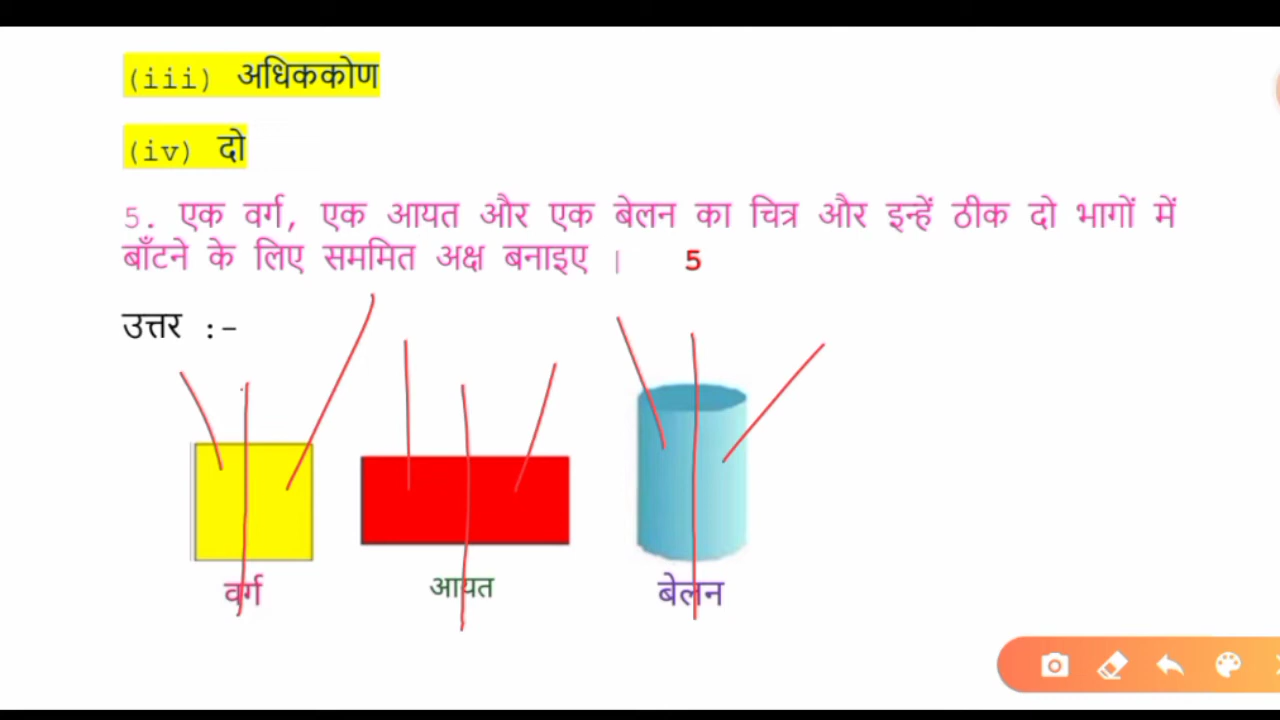 (iii) अधिककोण
(iv) दो
5. एक वर्ग, एक आयत और एक बेलन का चित्र और इन्हें ठीक दो भागों में
बाँटने के लिए सममित अक्ष बनाइए | 5
उत्तर :-
वर्ग आयत बेलन